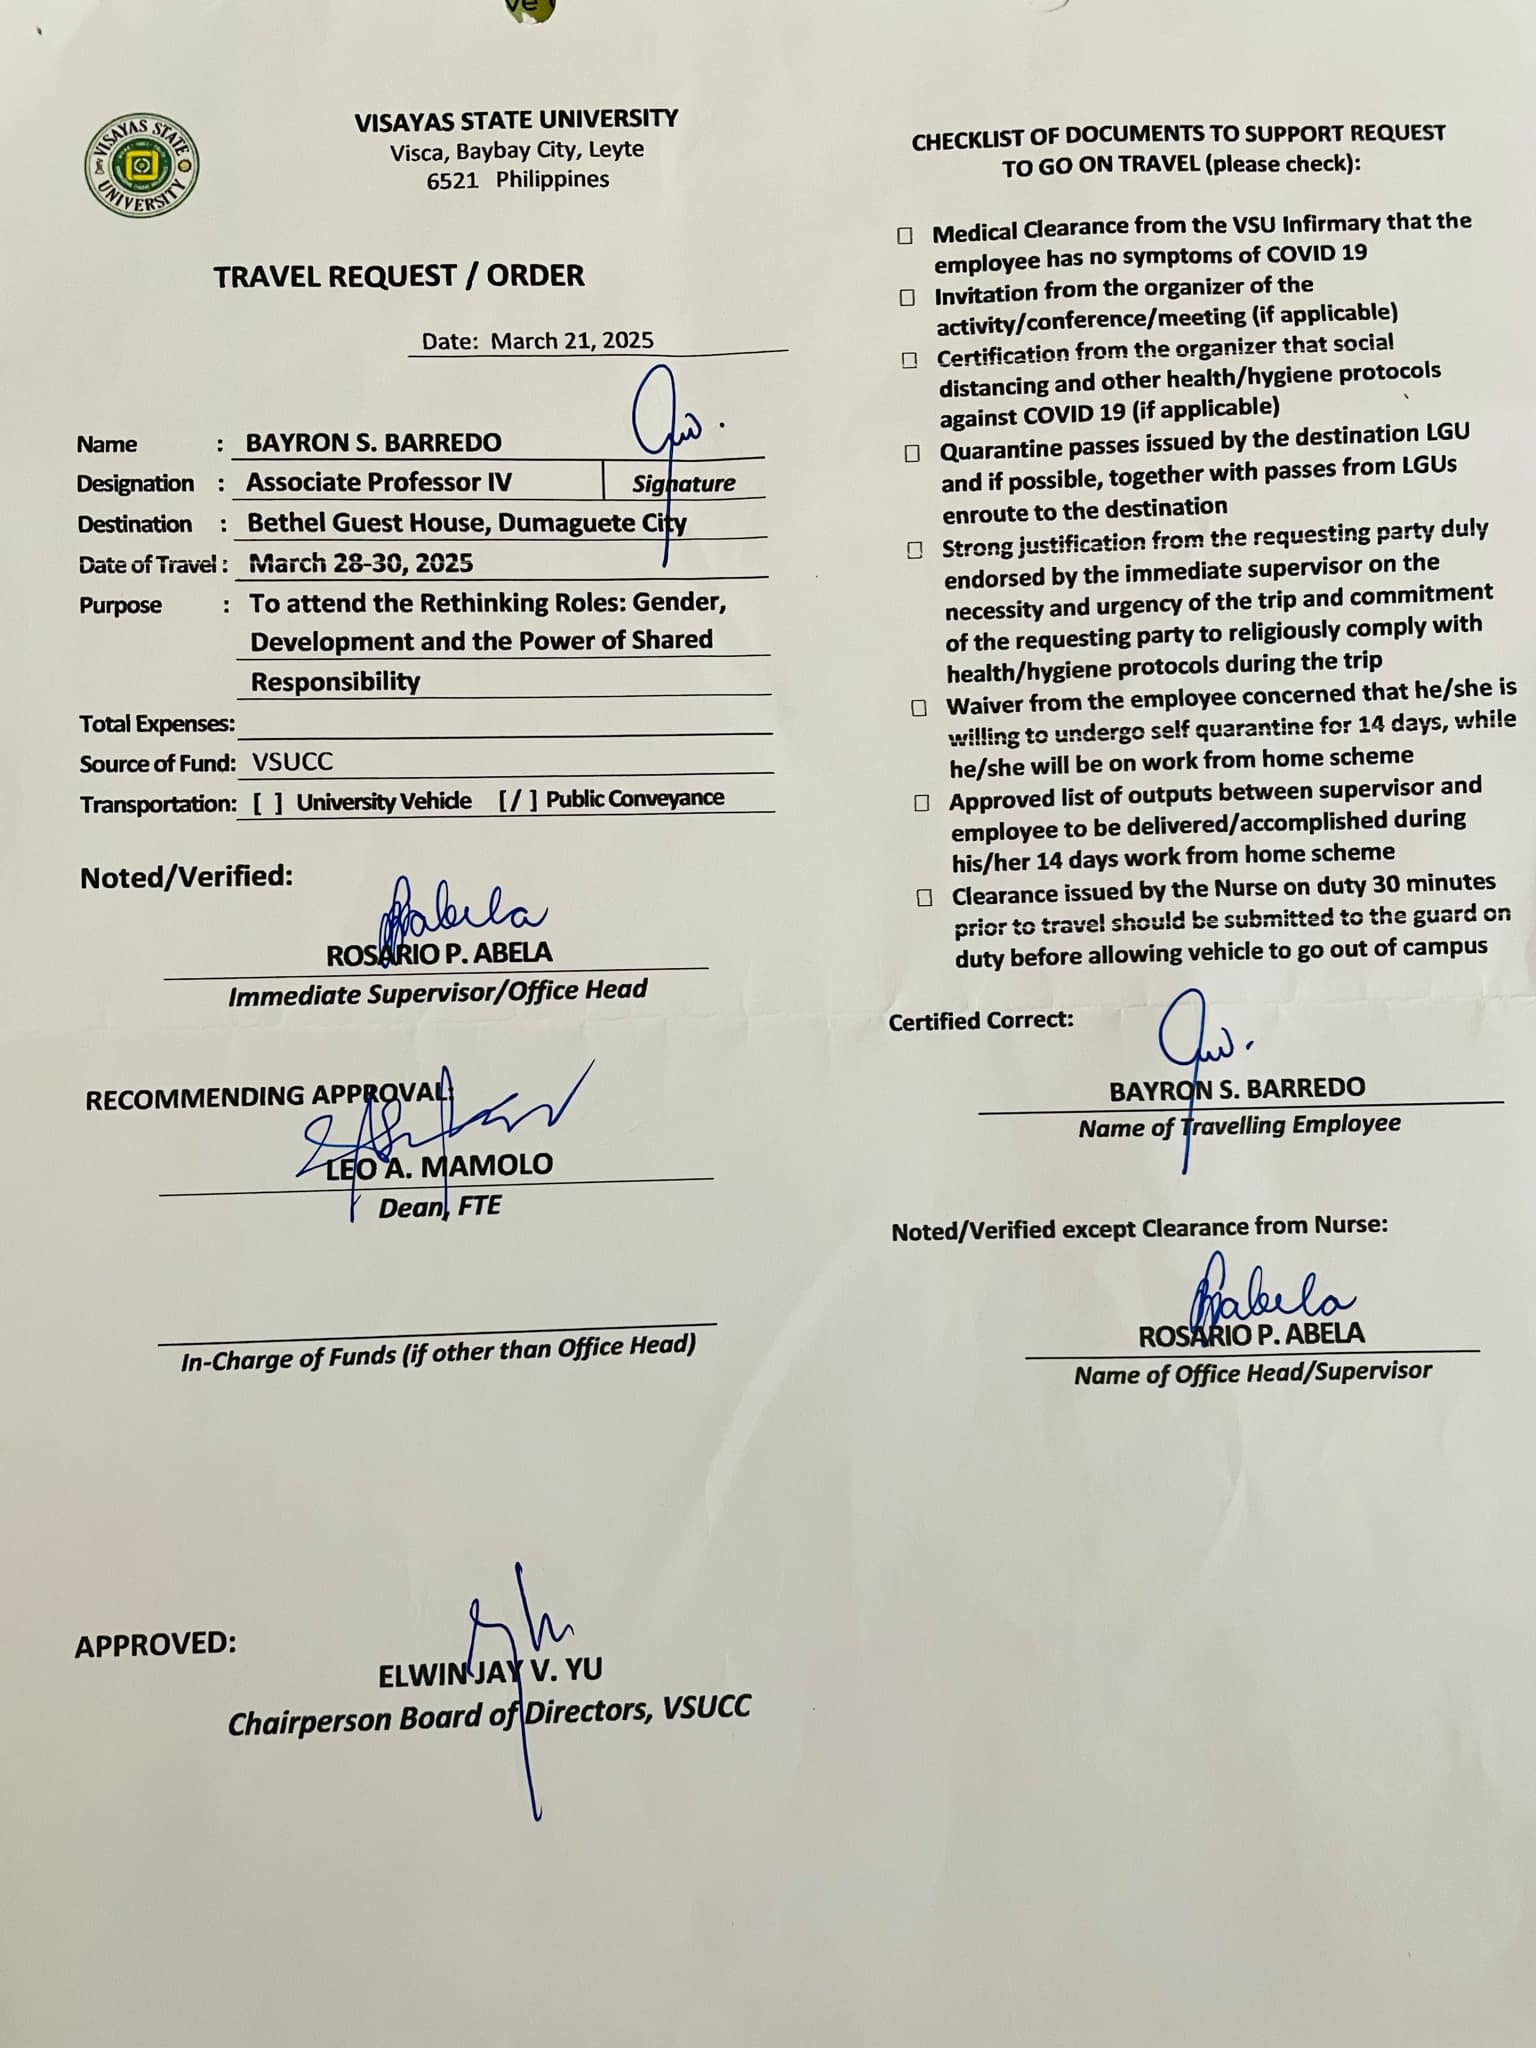 VISAYAS STATE UNIVERSITY
Visca, Baybay City, Leyte
6521 Philippines
VISAYAS STATE
UNIVERSITY
TRAVEL REQUEST / ORDER
Date: March 21, 2025
Name : BAYRON S. BARREDO
Designation : Associate Professor IV Signature
Destination : Bethel Guest House, Dumaguete City
Date of Travel : March 28-30, 2025
Purpose : To attend the Rethinking Roles: Gender,
Development and the Power of Shared
Responsibility
Total Expenses:
Source of Fund: VSUCC
Transportation: [ ] University Vehicle [ / ] Public Conveyance
Noted/Verified:
ROSARIO P. ABELA
Immediate Supervisor/Office Head
RECOMMENDING APPROVAL:
LEO A. MAMOLO
Dean, FTE
In-Charge of Funds (if other than Office Head)
APPROVED:
ELWIN JAY V. YU
Chairperson Board of Directors, VSUCC
CHECKLIST OF DOCUMENTS TO SUPPORT REQUEST
TO GO ON TRAVEL (please check):
Medical Clearance from the VSU Infirmary that the
employee has no symptoms of COVID 19
Invitation from the organizer of the
activity/conference/meeting (if applicable)
Certification from the organizer that social
distancing and other health/hygiene protocols
against COVID 19 (if applicable)
Quarantine passes issued by the destination LGU
and if possible, together with passes from LGUs
enroute to the destination
Strong justification from the requesting party duly
endorsed by the immediate supervisor on the
necessity and urgency of the trip and commitment
of the requesting party to religiously comply with
health/hygiene protocols during the trip
Waiver from the employee concerned that he/she is
willing to undergo self quarantine for 14 days, while
he/she will be on work from home scheme
Approved list of outputs between supervisor and
employee to be delivered/accomplished during
his/her 14 days work from home scheme
Clearance issued by the Nurse on duty 30 minutes
prior to travel should be submitted to the guard on
duty before allowing vehicle to go out of campus
Certified Correct:
BAYRON S. BARREDO
Name of Travelling Employee
Noted/Verified except Clearance from Nurse:
ROSARIO P. ABELA
Name of Office Head/Supervisor